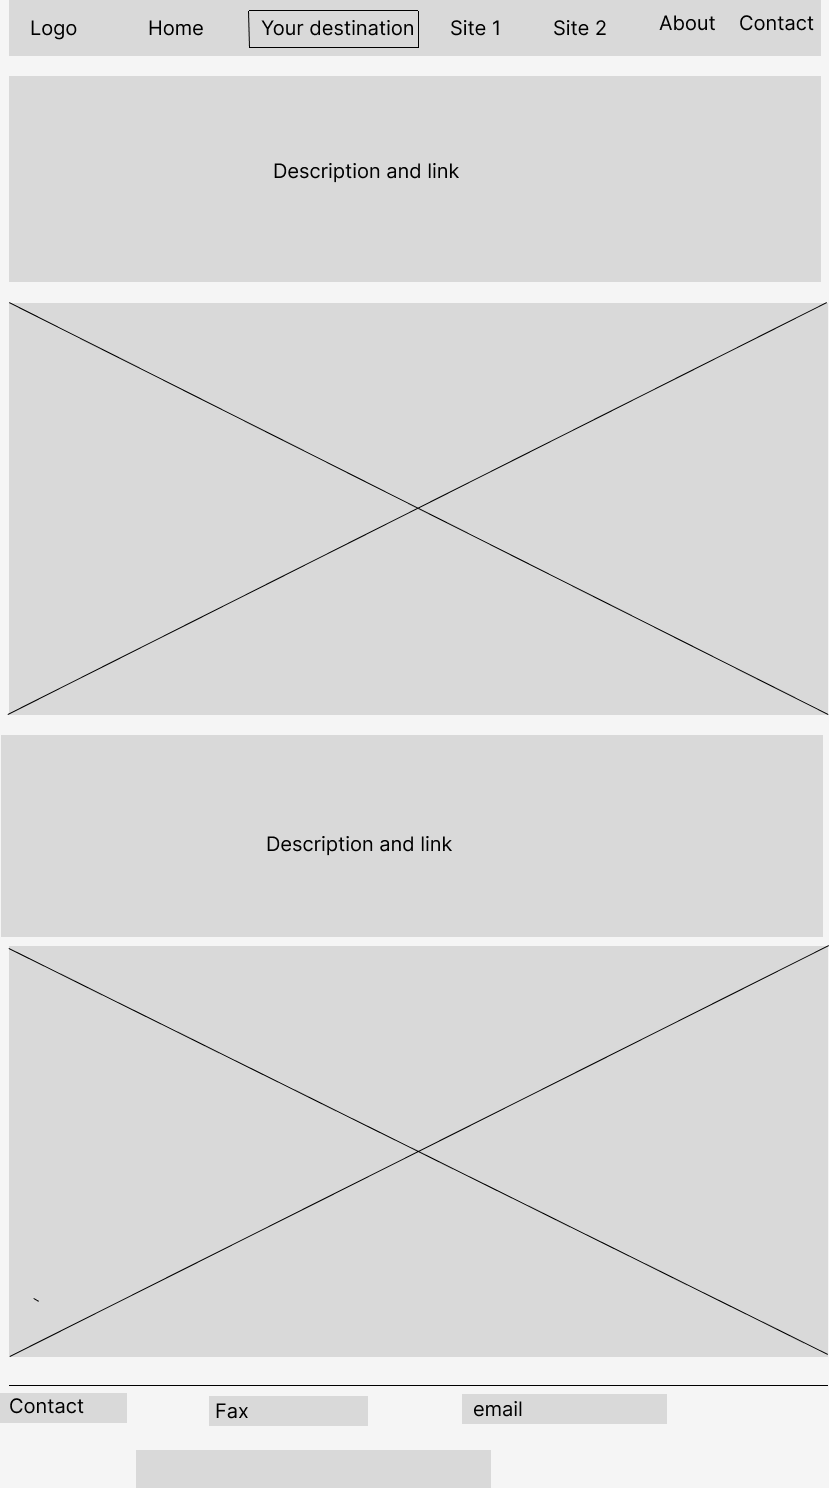 Logo Home Your destination Site 1 Site 2 About Contact
Description and link
Description and link
Contact Fax email